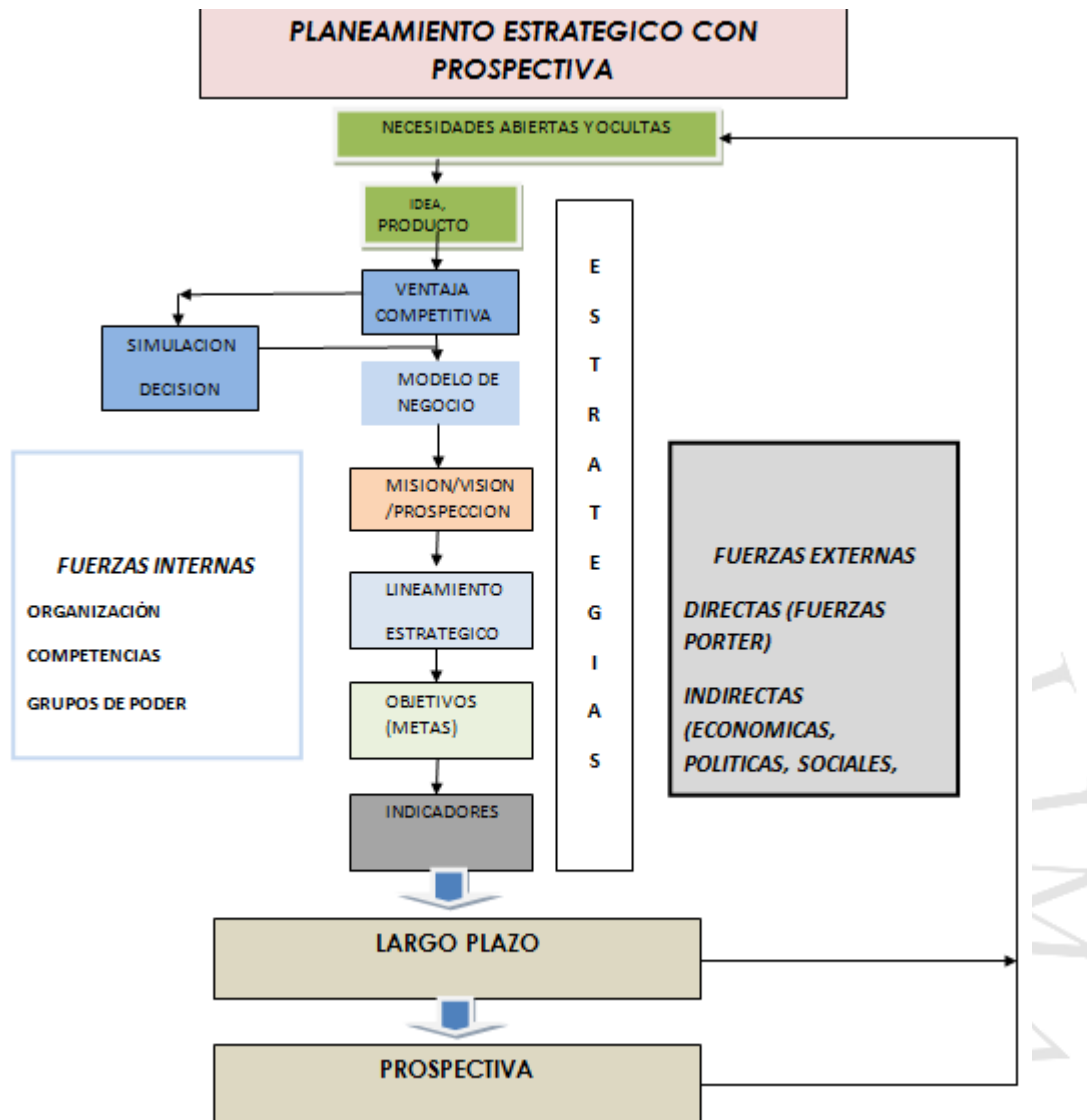 PLANEAMIENTO ESTRATEGICO CON
PROSPECTIVA
NECESIDADES ABIERTAS Y OCULTAS
IDEA,
PRODUCTO
VENTAJA
COMPETITIVA
SIMULACION
DECISION
MODELO DE
NEGOCIO
MISION/VISION
/PROSPECCION
LINEAMIENTO
ESTRATEGICO
OBJETIVOS
(METAS)
INDICADORES
E
S
T
R
A
T
E
G
I
A
S
FUERZAS INTERNAS
ORGANIZACIÓN
COMPETENCIAS
GRUPOS DE PODER
FUERZAS EXTERNAS
DIRECTAS (FUERZAS
PORTER)
INDIRECTAS
(ECONOMICAS,
POLITICAS, SOCIALES,
LARGO PLAZO
PROSPECTIVA